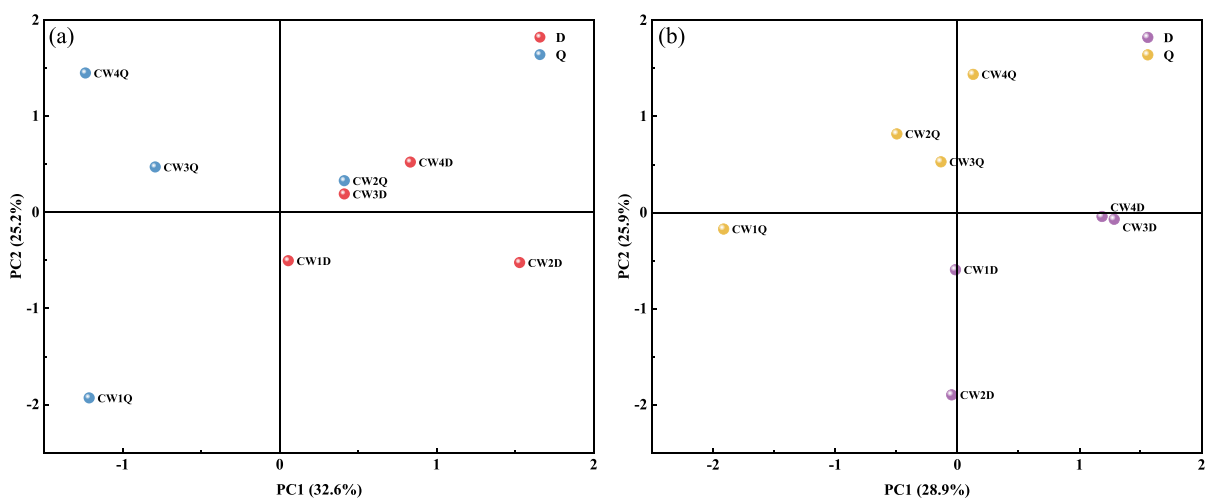 (a)
D
Q
2
1
0
-1
-2
CW4Q
CW3Q
CW4D
CW2Q
CW3D
CW1D
CW2D
CW1Q
-1
0
1
2
PC1 (32.6%)
PC2 (25.2%)
(b)
D
Q
2
1
0
-1
-2
CW4Q
CW2Q
CW3Q
CW4D
CW3D
CW1Q
CW1D
CW2D
-2
-1
0
1
2
PC1 (28.9%)
PC2 (25.9%)